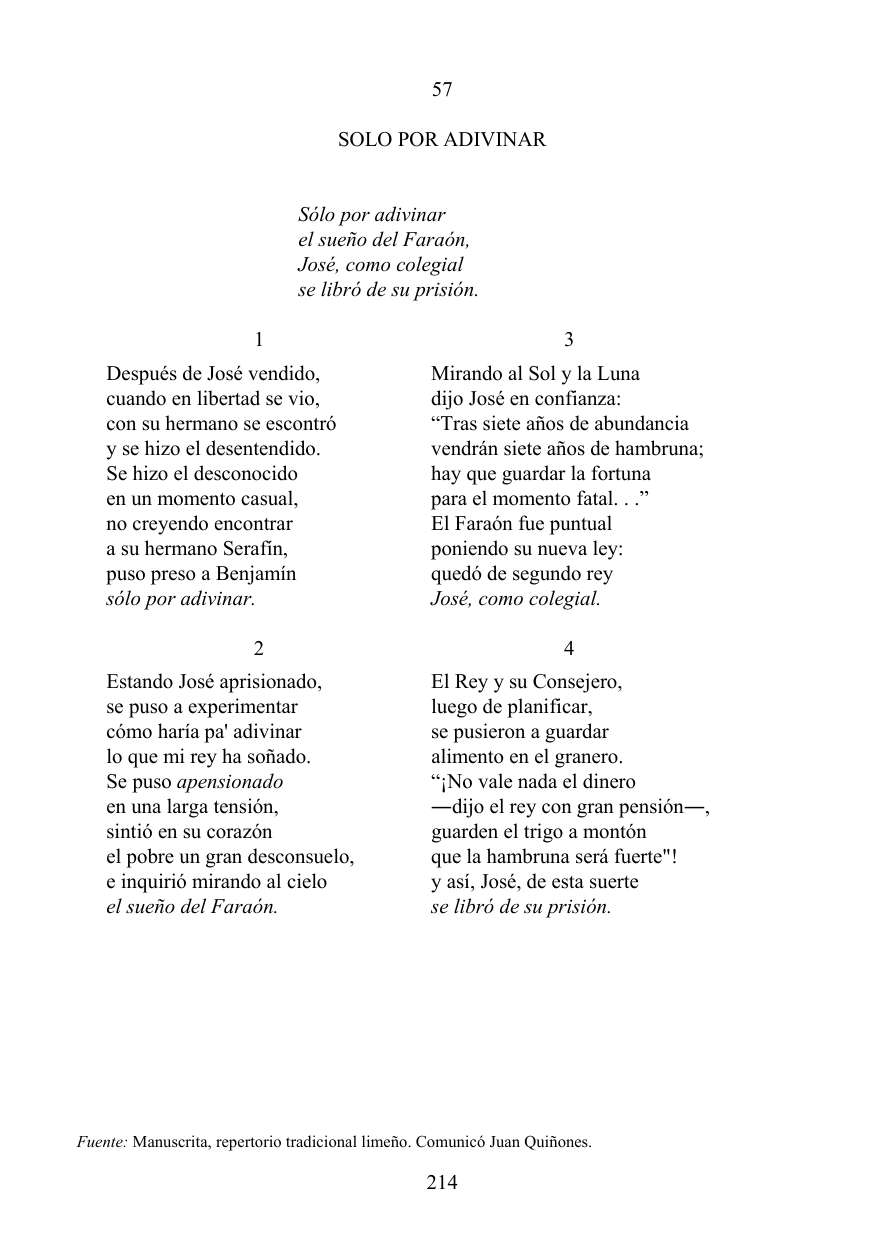 57
SOLO POR ADIVINAR
Sólo por adivinar
el sueño del Faraón,
José, como colegial
se libró de su prisión.
1
Después de José vendido,
cuando en libertad se vio,
con su hermano se escontró
y se hizo el desentendido.
Se hizo el desconocido
en un momento casual,
no creyendo encontrar
a su hermano Serafín,
puso preso a Benjamín
sólo por adivinar.
2
Estando José aprisionado,
se puso a experimentar
cómo haría pa' adivinar
lo que mi rey ha soñado.
Se puso apensionado
en una larga tensión,
sintió en su corazón
el pobre un gran desconsuelo,
e inquirió mirando al cielo
el sueño del Faraón.
3
Mirando al Sol y la Luna
dijo José en confianza:
“Tras siete años de abundancia
vendrán siete años de hambruna;
hay que guardar la fortuna
para el momento fatal. . .”
El Faraón fue puntual
poniendo su nueva ley:
quedó de segundo rey
José, como colegial.
4
El Rey y su Consejero,
luego de planificar,
se pusieron a guardar
alimento en el granero.
“¡No vale nada el dinero
―dijo el rey con gran pensión―,
guarden el trigo a montón
que la hambruna será fuerte"!
y así, José, de esta suerte
se libró de su prisión.
Fuente: Manuscrita, repertorio tradicional limeño. Comunicó Juan Quiñones.
214